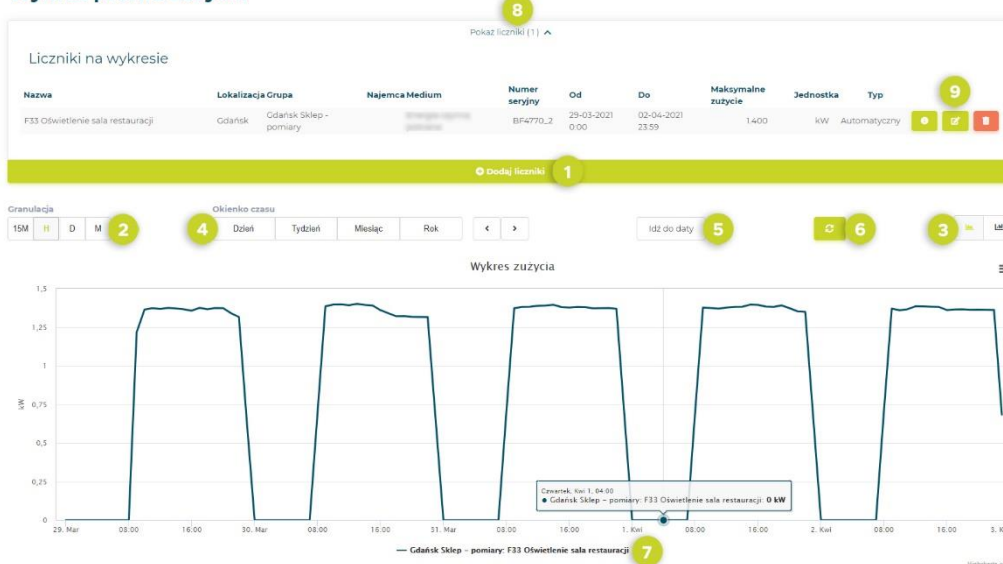 8
Pokaż liczniki (1)
Liczniki na wykresie
Nazwa Lokalizacja Grupa Najemca Medium Numer seryjny Od Do Maksymalne zużycie Jednostka Typ 9
F33 Oświetlenie sala restauracji Gdańsk Gdańsk Sklep - pomiary BF4770_2 29-03-2021 0:00 02-04-2021 23:59 1.400 kW Automatyczny
Dodaj liczniki 1
Granulacja Okienko czasu
15M H D M 2 4 Dzień Tydzień Miesiąc Rok < > Idź do daty 5 6 3
Wykres zużycia
1,5
1,25
1
0,75
0,5
0,25
0
kW
Czwartek, Kwi 1, 04:00
Gdańsk Sklep – pomiary: F33 Oświetlenie sala restauracji: 0 kW
29. Mar 08:00 16:00 30. Mar 08:00 16:00 31. Mar 08:00 16:00 1. Kwi 08:00 16:00 2. Kwi 08:00 16:00
Gdańsk Sklep – pomiary: F33 Oświetlenie sala restauracji 7